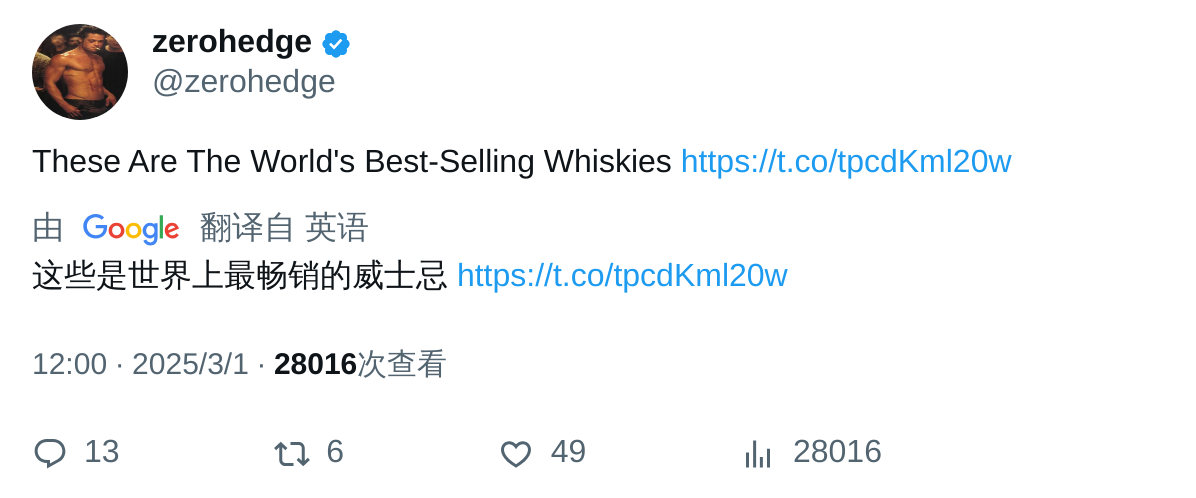 zerohedge
@zerohedge
These Are The World's Best-Selling Whiskies https://t.co/tpcdKml20w
由 Google 翻译自 英语
这些是世界上最畅销的威士忌 https://t.co/tpcdKml20w
12:00 · 2025/3/1 · 28016次查看
13 6 49 28016